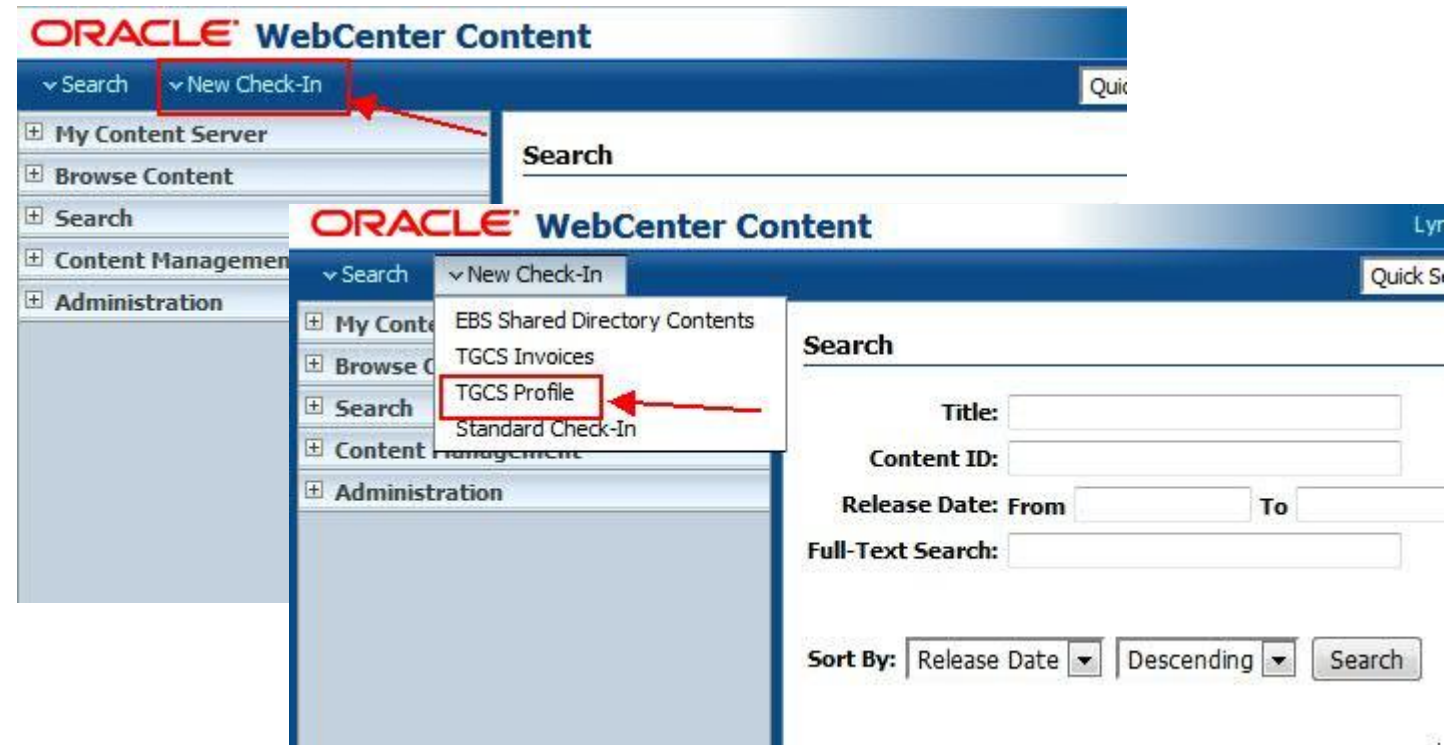 ORACLE WebCenter Content
Search New Check-In
My Content Server
Browse Content
Search
Content
Administration
Search
ORACLE WebCenter Content
Search New Check-In Quick
EBS Shared Directory Contents
TGCS Invoices
TGCS Profile
Standard Check-In
My
Browse
Search
Content Management
Administration
Search
Title:
Content ID:
Release Date: From To
Full-Text Search:
Sort By: Release Date Descending Search